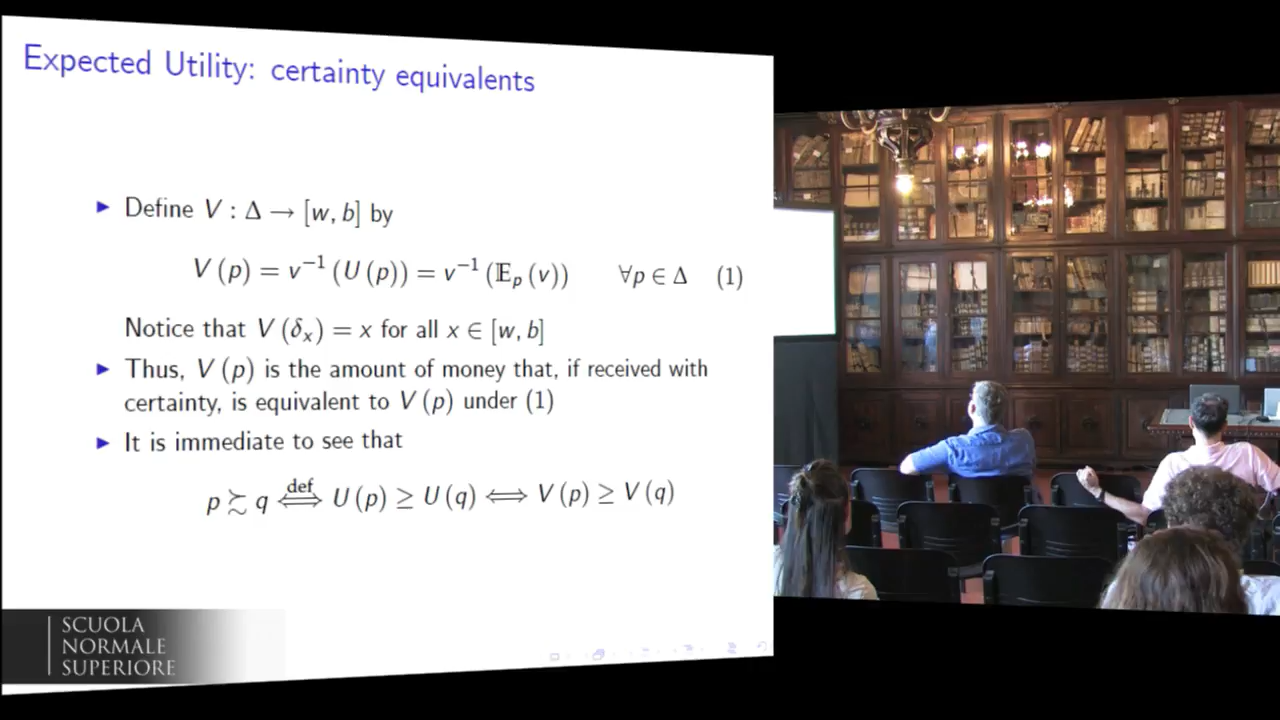 Expected Utility: certainty equivalents
▶ Define V : Δ → [w, b] by
V (p) = v⁻¹ (U (p)) = v⁻¹ (𝔼ₚ (v))   ∀p ∈ Δ   (1)
Notice that V (δₓ) = x for all x ∈ [w, b]
▶ Thus, V (p) is the amount of money that, if received with
certainty, is equivalent to V (p) under (1)
▶ It is immediate to see that
def
p ≿ q ⟺ U (p) ≥ U (q) ⟺ V (p) ≥ V (q)
SCUOLA
NORMALE
SUPERIORE